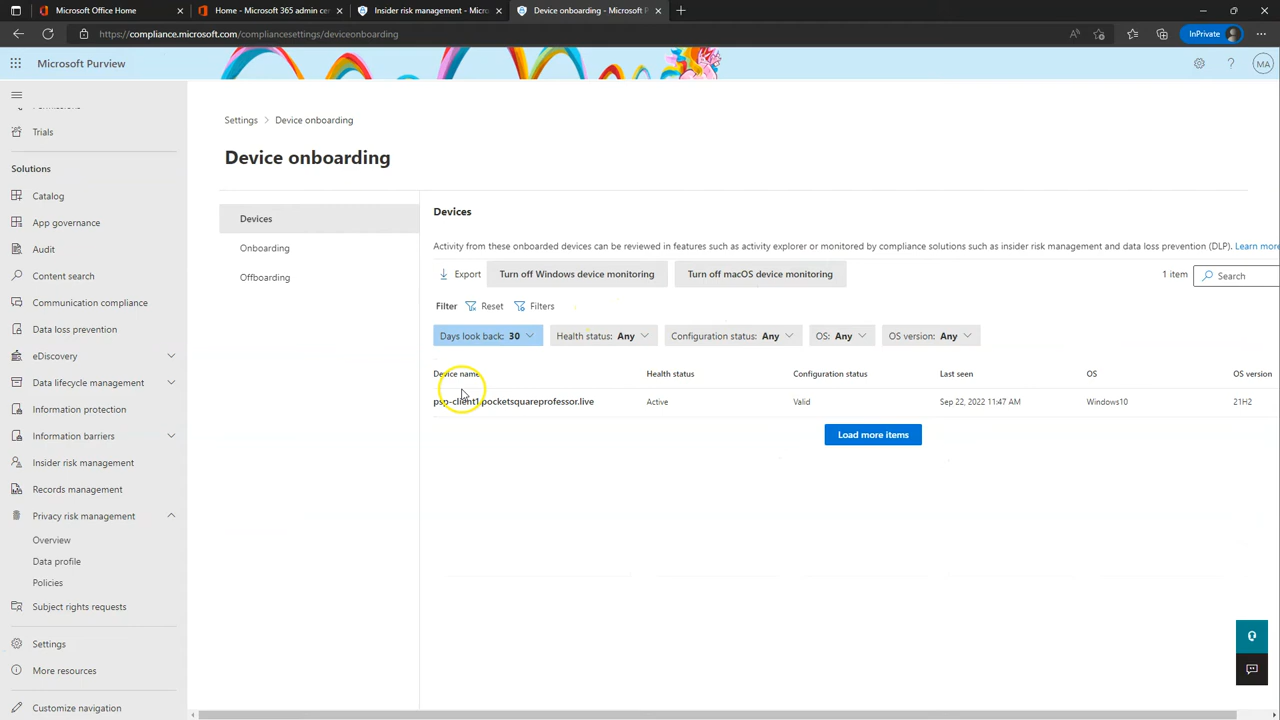 Microsoft Office Home
Home - Microsoft 365 admin cen
Insider risk management - Micros
Device onboarding - Microsoft P
https://compliance.microsoft.com/compliancesettings/deviceonboarding
InPrivate
Microsoft Purview
MA
Trials
Solutions
Catalog
App governance
Audit
Content search
Communication compliance
Data loss prevention
eDiscovery
Data lifecycle management
Information protection
Information barriers
Insider risk management
Records management
Privacy risk management
Overview
Data profile
Policies
Subject rights requests
Settings
More resources
Customize navigation
Settings > Device onboarding
Device onboarding
Devices
Onboarding
Offboarding
Devices
Activity from these onboarded devices can be reviewed in features such as activity explorer or monitored by compliance solutions such as insider risk management and data loss prevention (DLP). Learn more
Export Turn off Windows device monitoring Turn off macOS device monitoring 1 item Search
Filter Reset Filters
Days look back: 30 Health status: Any Configuration status: Any OS: Any OS version: Any
Device name Health status Configuration status Last seen OS OS version
psp-client1.pocketsquareprofessor.live Active Valid Sep 22, 2022 11:47 AM Windows10 21H2
Load more items